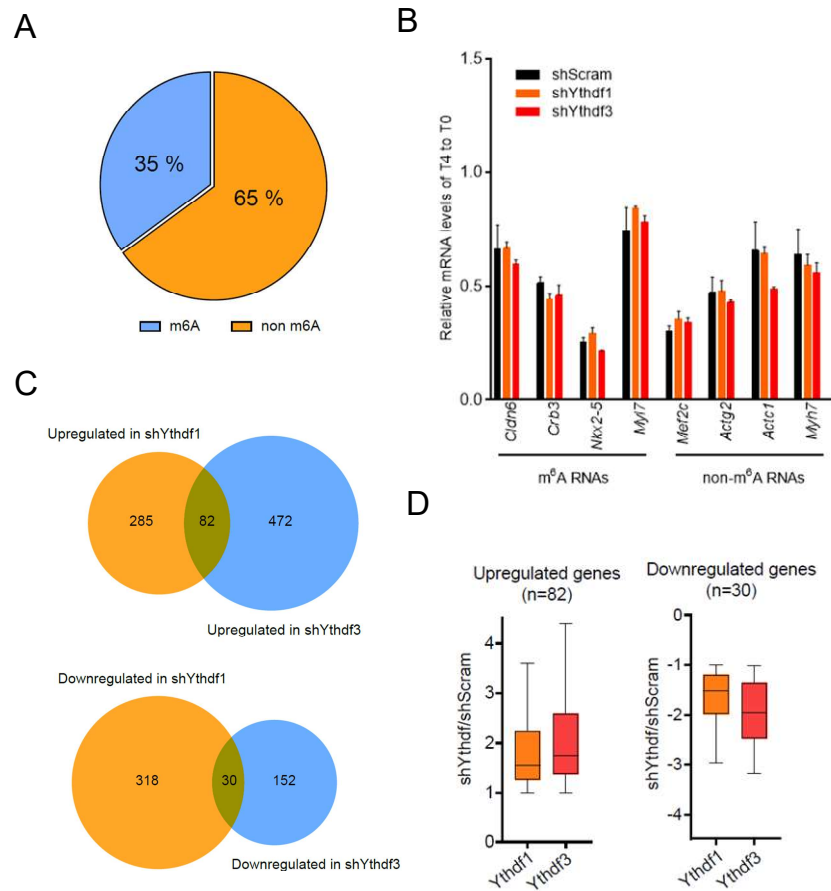 A
35 %
65 %
m6A
non m6A
B
Relative mRNA levels of T4 to T0
1.5
1.0
0.5
0.0
shScram
shYthdf1
shYthdf3
Cldn6
Crb3
Nkx2-5
Myl7
Mef2c
Actg2
Actc1
Myh7
m⁶A RNAs
non-m⁶A RNAs
C
Upregulated in shYthdf1
285
82
472
Upregulated in shYthdf3
Downregulated in shYthdf1
318
30
152
Downregulated in shYthdf3
D
Upregulated genes
(n=82)
shYthdf/shScram
4
3
2
1
0
Ythdf1
Ythdf3
Downregulated genes
(n=30)
shYthdf/shScram
0
-1
-2
-3
-4
Ythdf1
Ythdf3